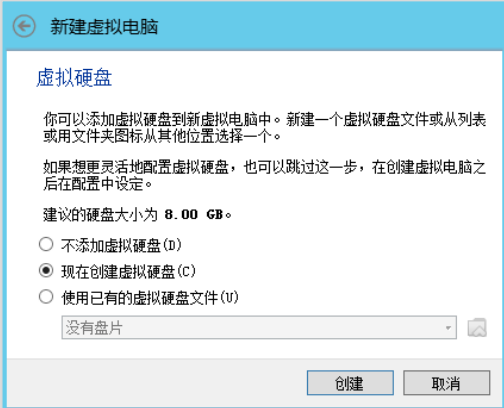 新建虚拟电脑
虚拟硬盘
你可以添加虚拟硬盘到新虚拟电脑中。新建一个虚拟硬盘文件或从列表
或用文件夹图标从其他位置选择一个。
如果想更灵活地配置虚拟硬盘，也可以跳过这一步，在创建虚拟电脑之
后在配置中设定。
建议的硬盘大小为 8.00 GB。
不添加虚拟硬盘(D)
现在创建虚拟硬盘(C)
使用已有的虚拟硬盘文件(U)
没有盘片
创建
取消